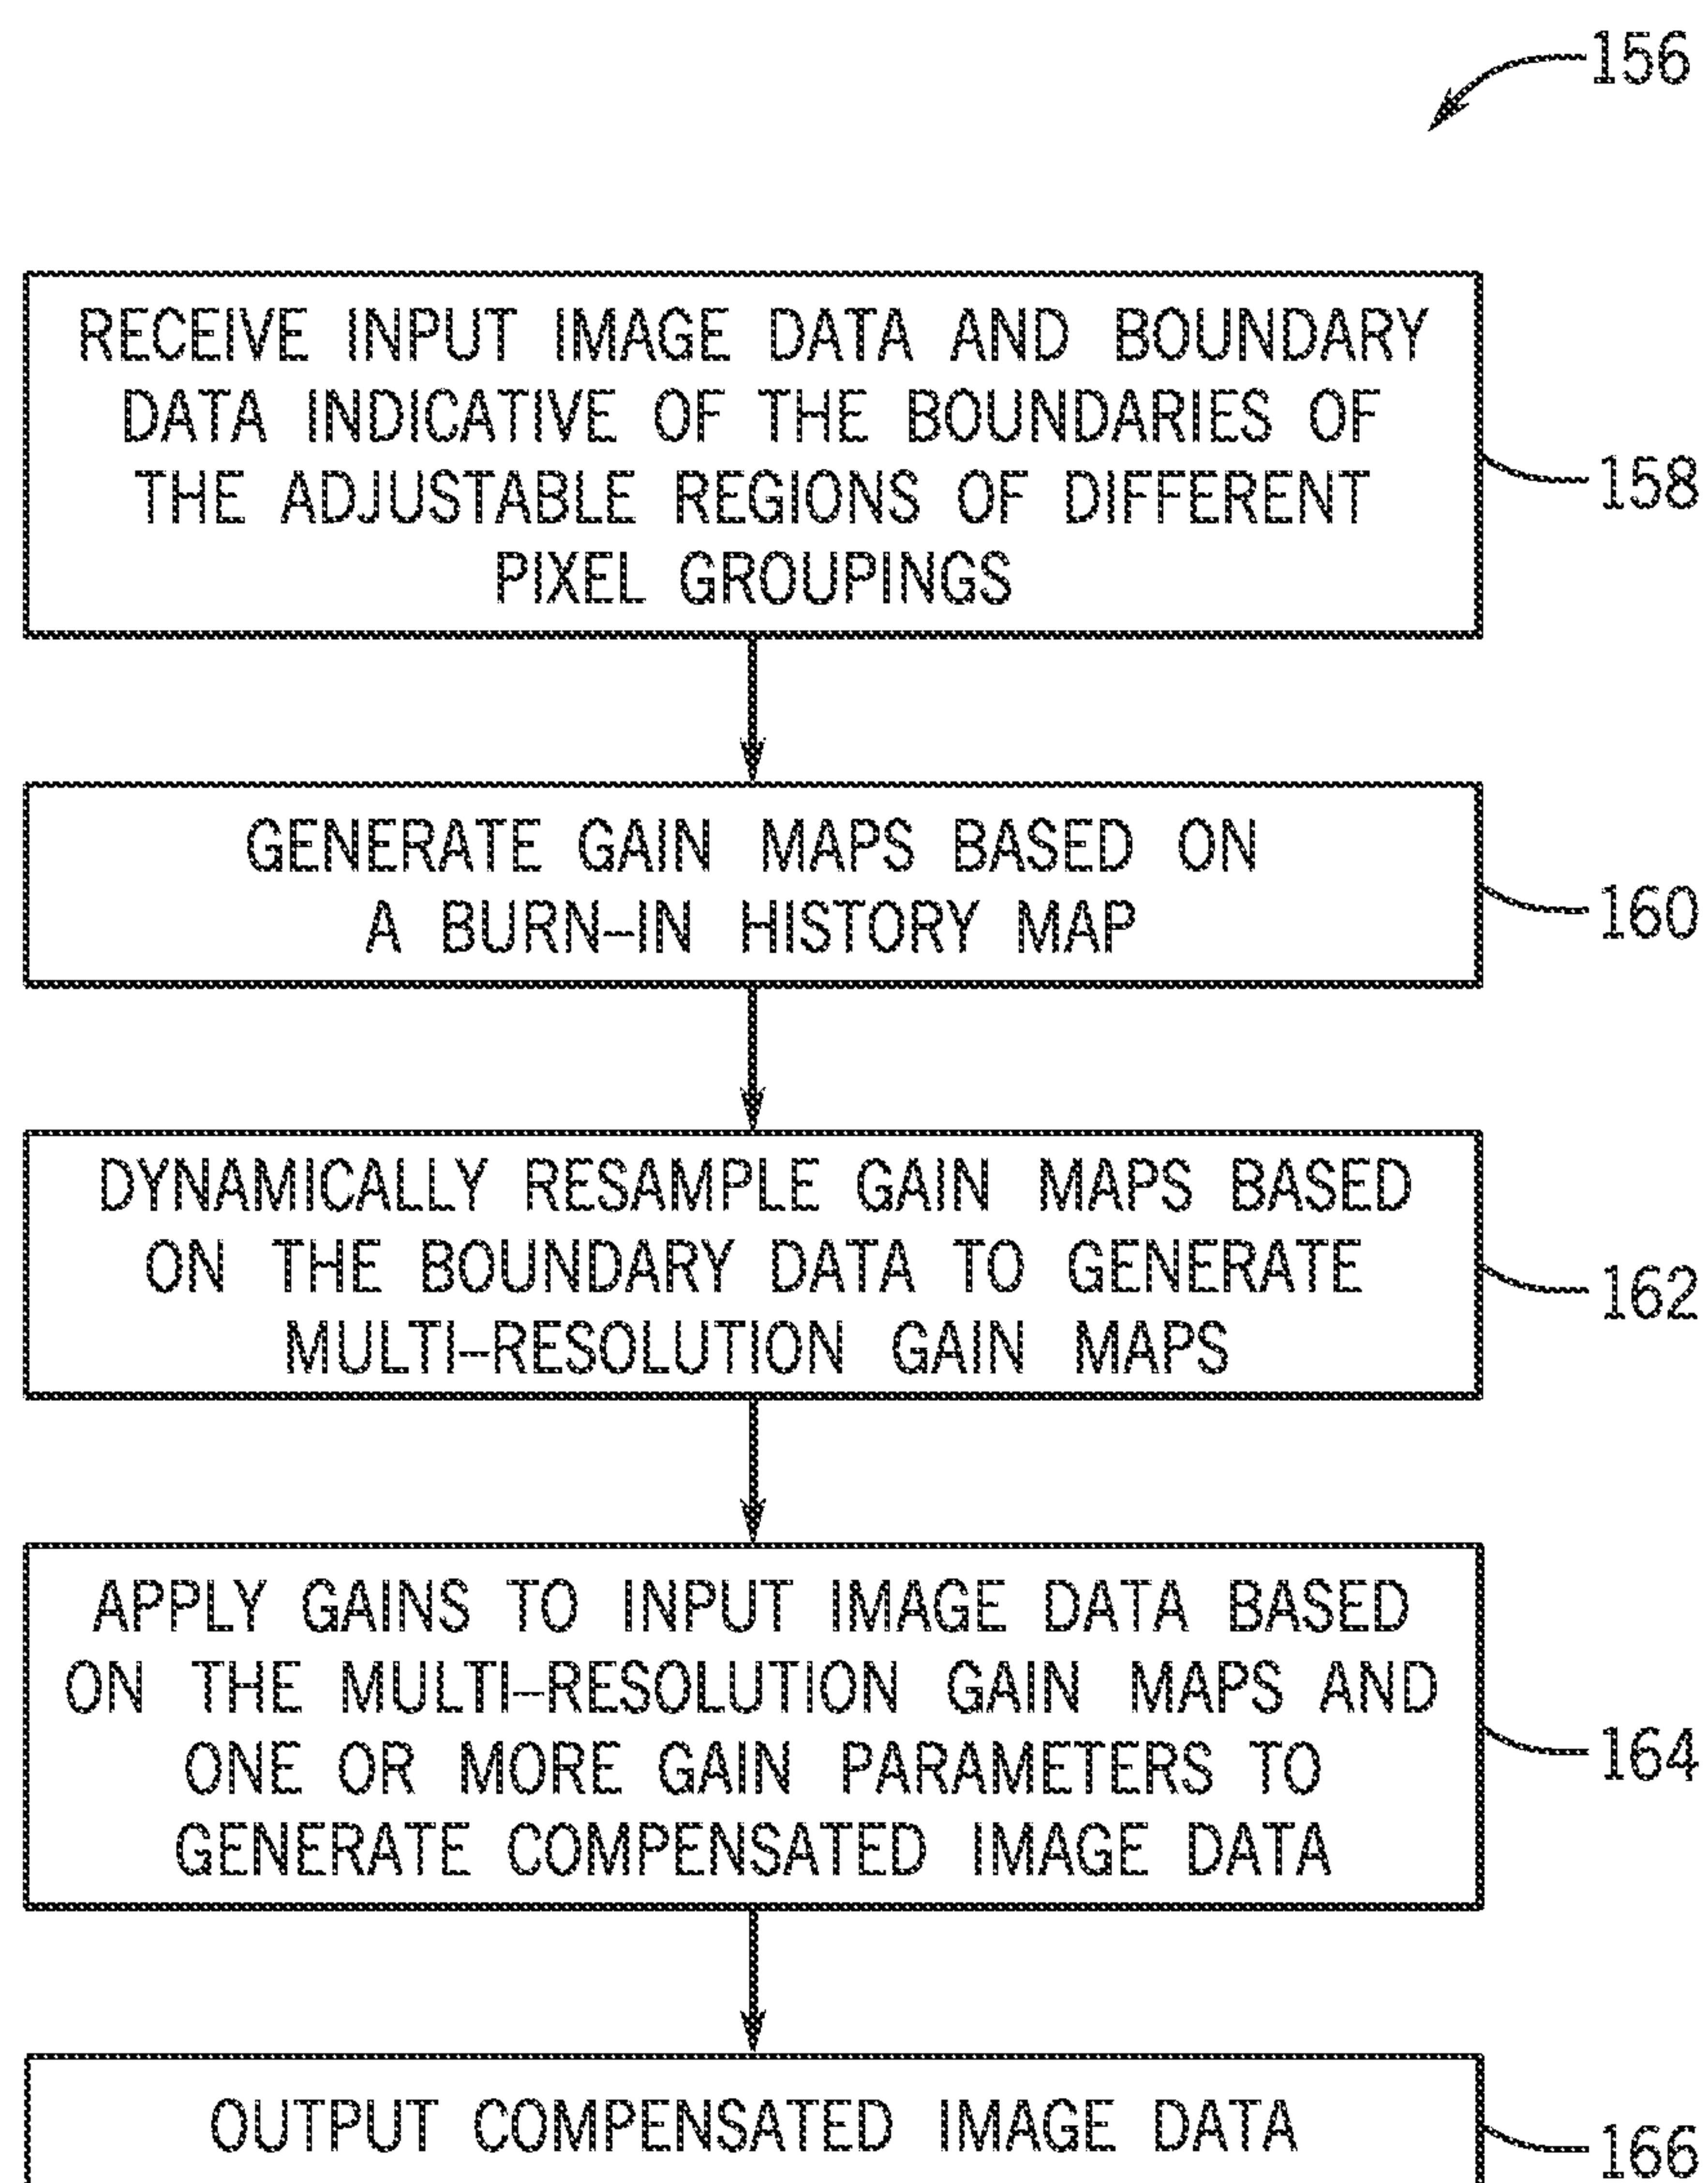 156
RECEIVE INPUT IMAGE DATA AND BOUNDARY
DATA INDICATIVE OF THE BOUNDARIES OF
THE ADJUSTABLE REGIONS OF DIFFERENT
PIXEL GROUPINGS
158
GENERATE GAIN MAPS BASED ON
A BURN-IN HISTORY MAP
160
DYNAMICALLY RESAMPLE GAIN MAPS BASED
ON THE BOUNDARY DATA TO GENERATE
MULTI-RESOLUTION GAIN MAPS
162
APPLY GAINS TO INPUT IMAGE DATA BASED
ON THE MULTI-RESOLUTION GAIN MAPS AND
ONE OR MORE GAIN PARAMETERS TO
GENERATE COMPENSATED IMAGE DATA
164
OUTPUT COMPENSATED IMAGE DATA
166